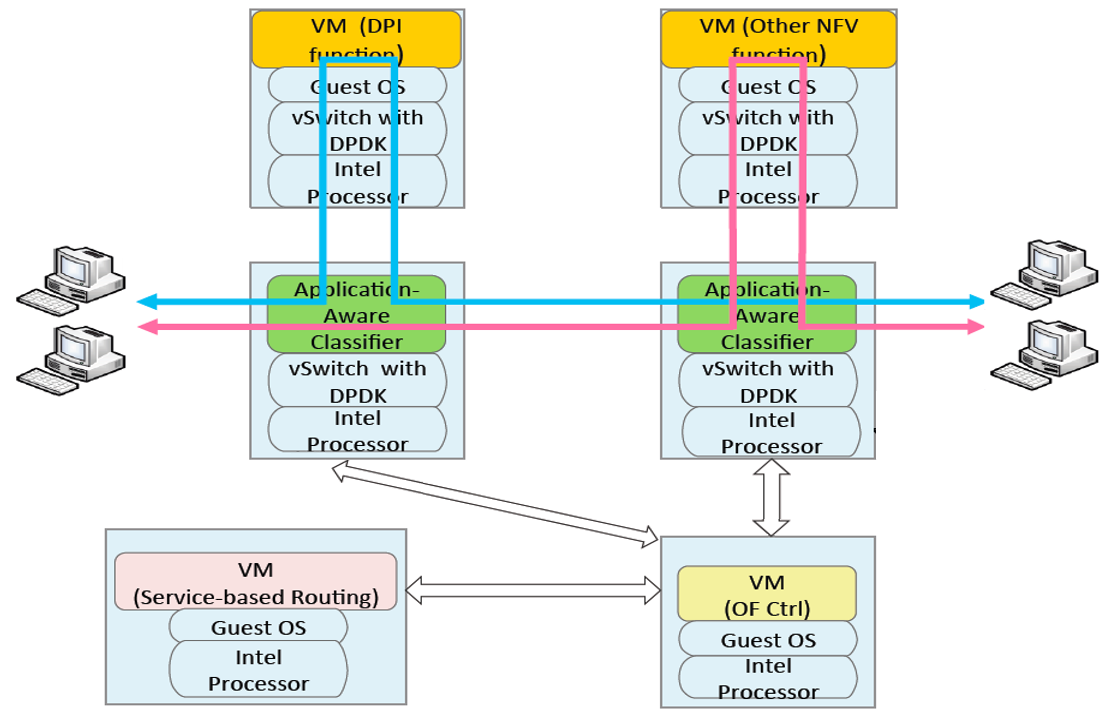 VM (DPI
function)
Guest OS
vSwitch with
DPDK
Intel
Processor
VM (Other NFV
function)
Guest OS
vSwitch with
DPDK
Intel
Processor
Application-
Aware
Classifier
vSwitch with
DPDK
Intel
Processor
Application-
Aware
Classifier
vSwitch with
DPDK
Intel
Processor
VM
(Service-based Routing)
Guest OS
Intel
Processor
VM
(OF Ctrl)
Guest OS
Intel
Processor